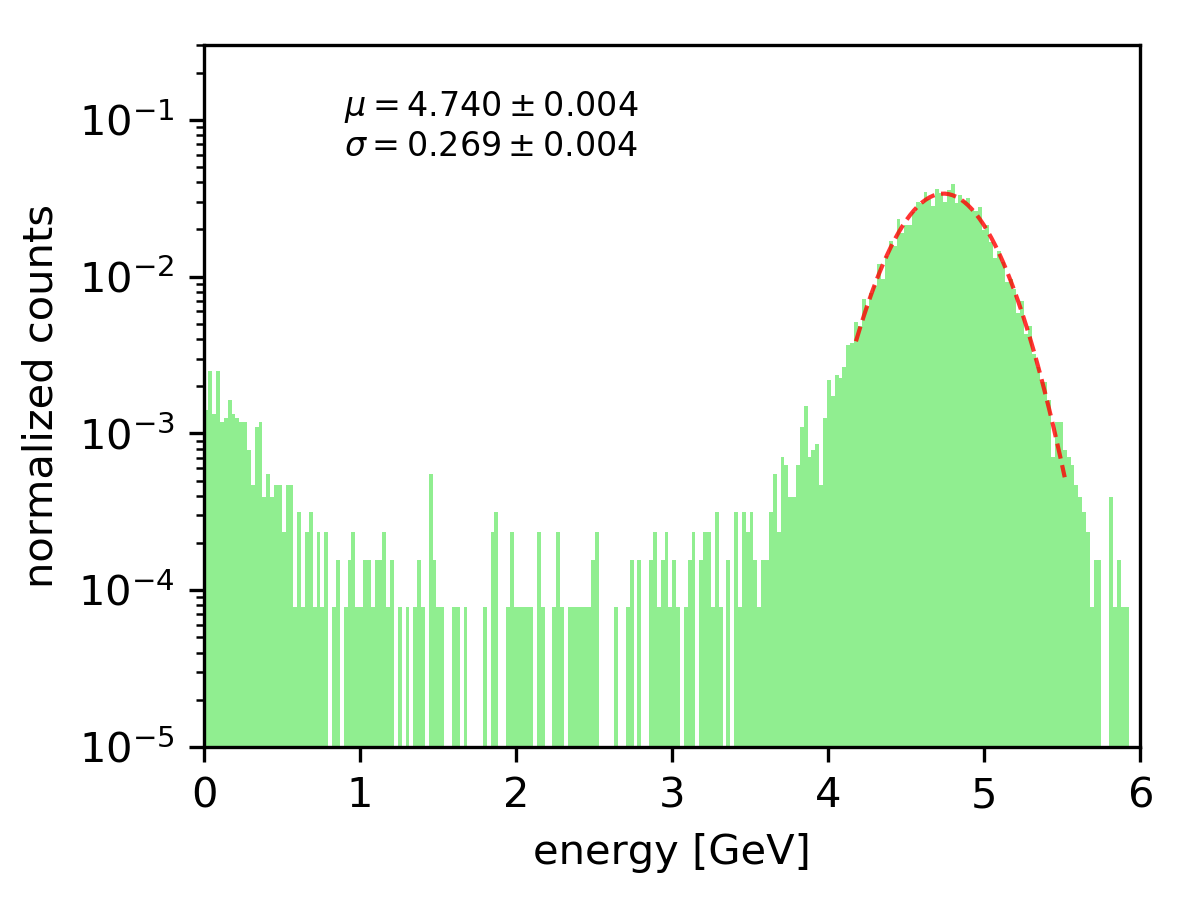 μ = 4.740 ± 0.004
σ = 0.269 ± 0.004
normalized counts
10⁻¹
10⁻²
10⁻³
10⁻⁴
10⁻⁵
0 1 2 3 4 5 6
energy [GeV]